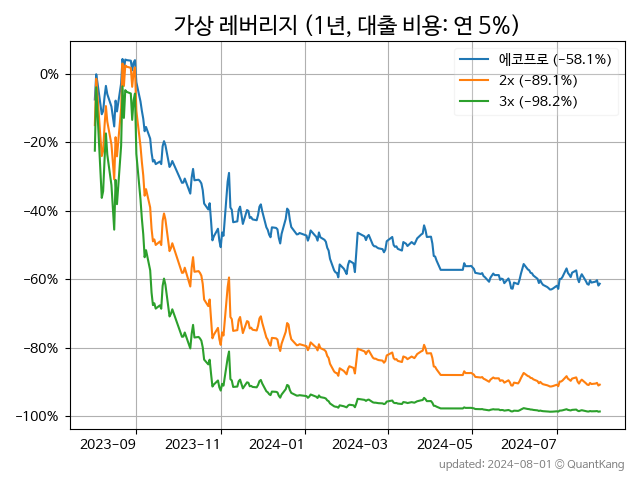 가상 레버리지 (1년, 대출 비용: 연 5%)
에코프로 (−58.1%)
2x (−89.1%)
3x (−98.2%)
0%
−20%
−40%
−60%
−80%
−100%
2023-09 2023-11 2024-01 2024-03 2024-05 2024-07
updated: 2024-08-01 © QuantKang